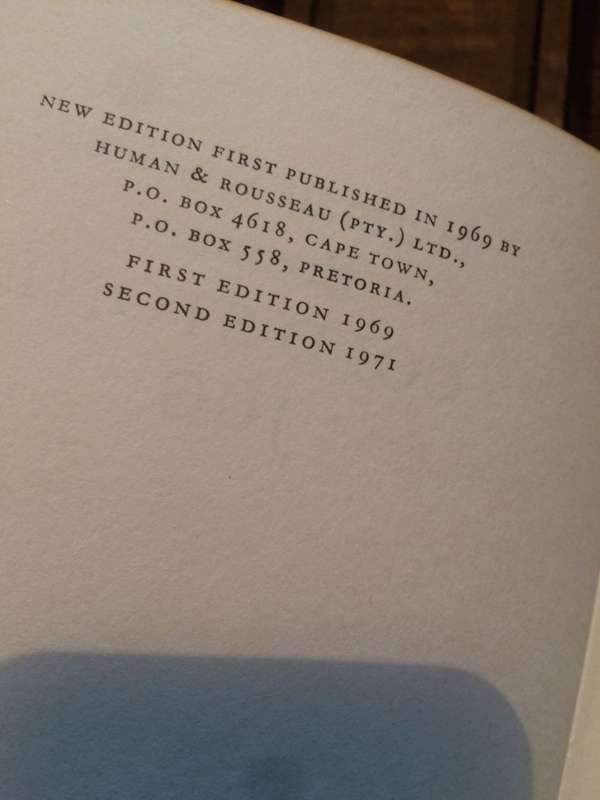 NEW EDITION FIRST PUBLISHED IN 1969 BY
HUMAN & ROUSSEAU (PTY.) LTD.,
P.O. BOX 4618, CAPE TOWN,
P.O. BOX 558, PRETORIA.
FIRST EDITION 1969
SECOND EDITION 1971